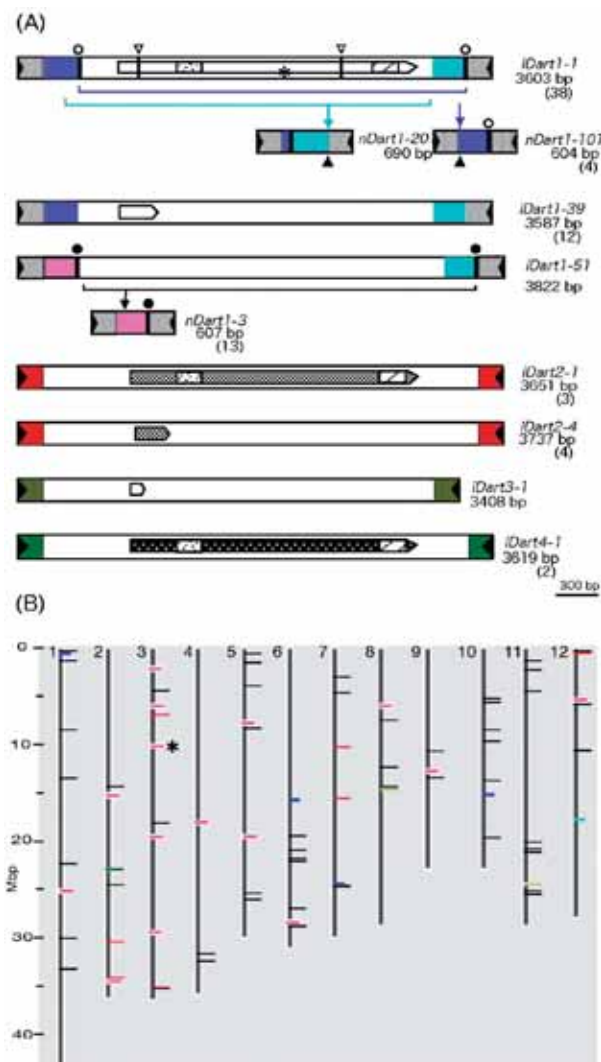 (A)
iDart1-1
3603 bp
(38)
nDart1-20
690 bp
nDart1-101
604 bp
(4)
iDart1-39
3587 bp
(12)
iDart1-51
3822 bp
nDart1-3
607 bp
(13)
iDart2-1
3651 bp
(3)
iDart2-4
3737 bp
(4)
iDart3-1
3408 bp
iDart4-1
3619 bp
(2)
300 bp
(B)
1 2 3 4 5 6 7 8 9 10 11 12
0
10
20
30
40
Mbp
*